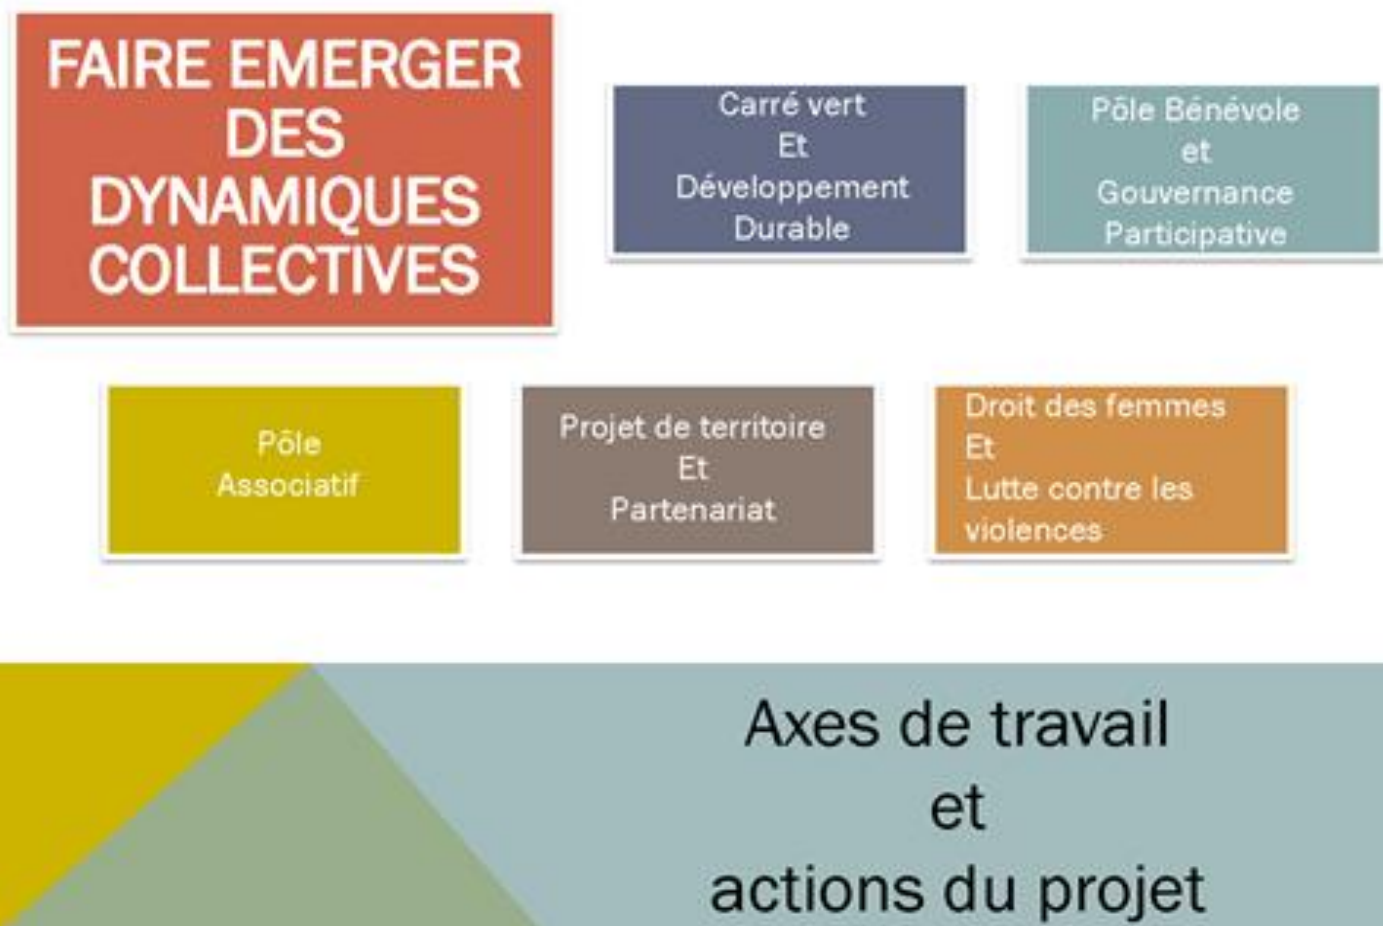 FAIRE EMERGER
DES
DYNAMIQUES
COLLECTIVES
Carré vert
Et
Développement
Durable
Pôle Bénévole
et
Gouvernance
Participative
Pôle
Associatif
Projet de territoire
Et
Partenariat
Droit des femmes
Et
Lutte contre les
violences
Axes de travail
et
actions du projet